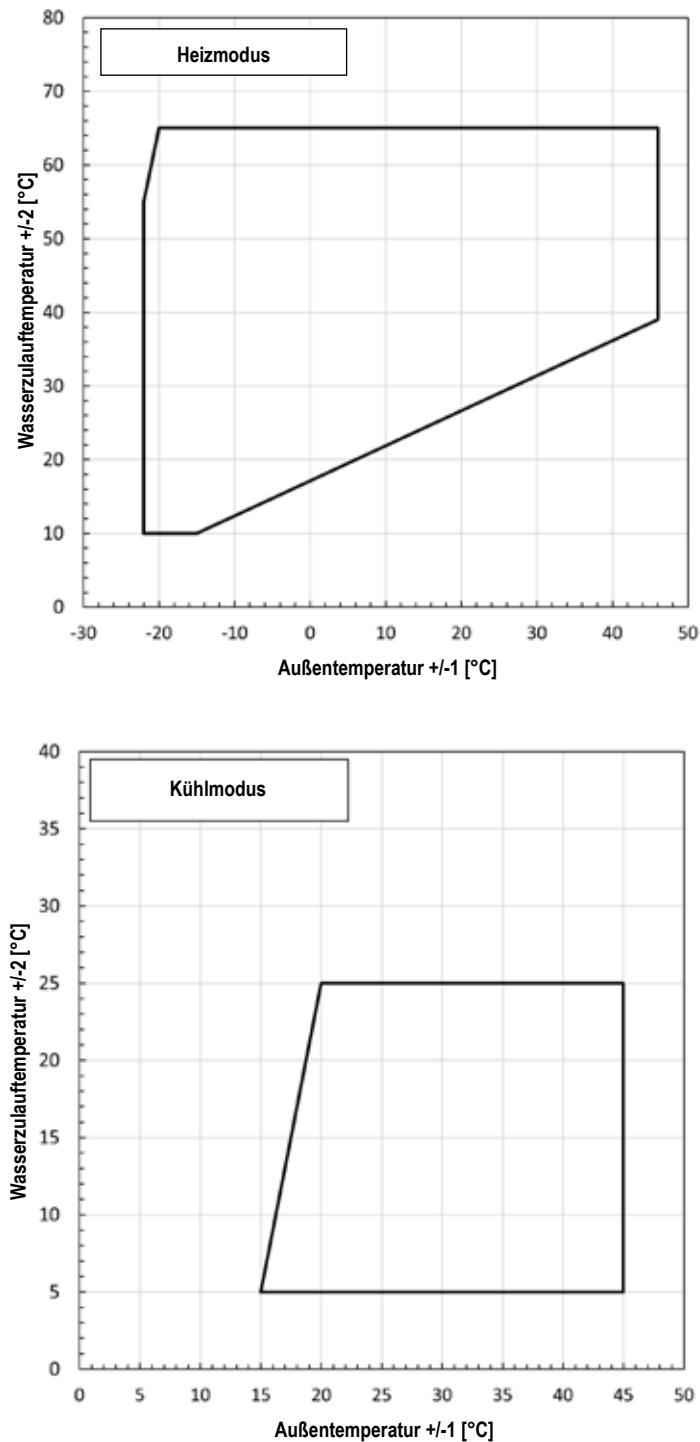 80
Heizmodus
70
60
50
40
30
20
10
0
-30 -20 -10 0 10 20 30 40 50
Wasserzulauftemperatur +/-2 [°C]
Außentemperatur +/-1 [°C]
40
Kühlmodus
35
30
25
20
15
10
5
0
0 5 10 15 20 25 30 35 40 45 50
Wasserzulauftemperatur +/-2 [°C]
Außentemperatur +/-1 [°C]